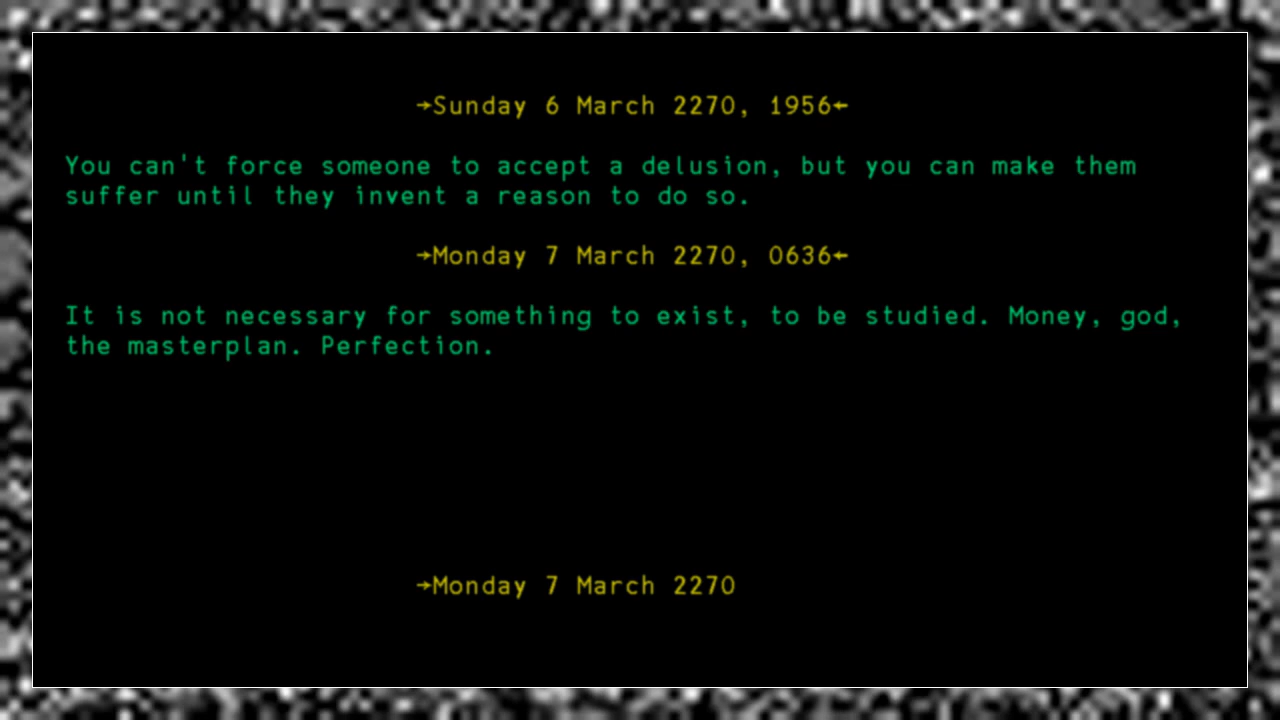 →Sunday 6 March 2270, 1956←
You can't force someone to accept a delusion, but you can make them
suffer until they invent a reason to do so.
→Monday 7 March 2270, 0636←
It is not necessary for something to exist, to be studied. Money, god,
the masterplan. Perfection.
→Monday 7 March 2270